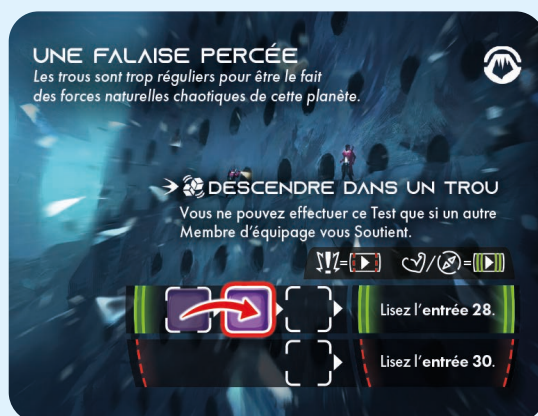 UNE FALAISE PERCÉE
Les trous sont trop réguliers pour être le fait
des forces naturelles chaotiques de cette planète.
DESCENDRE DANS UN TROU
Vous ne pouvez effectuer ce Test que si un autre
Membre d'équipage vous Soutient.
Lisez l'entrée 28.
Lisez l'entrée 30.